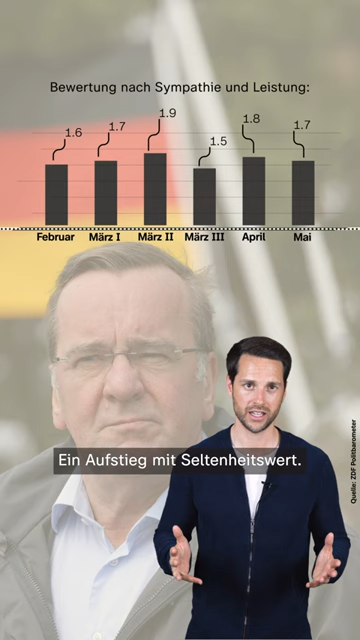 Bewertung nach Sympathie und Leistung:
1.6
1.7
1.9
1.5
1.8
1.7
Februar März I März II März III April Mai
Ein Aufstieg mit Seltenheitswert.
Quelle: ZDF Politbarometer